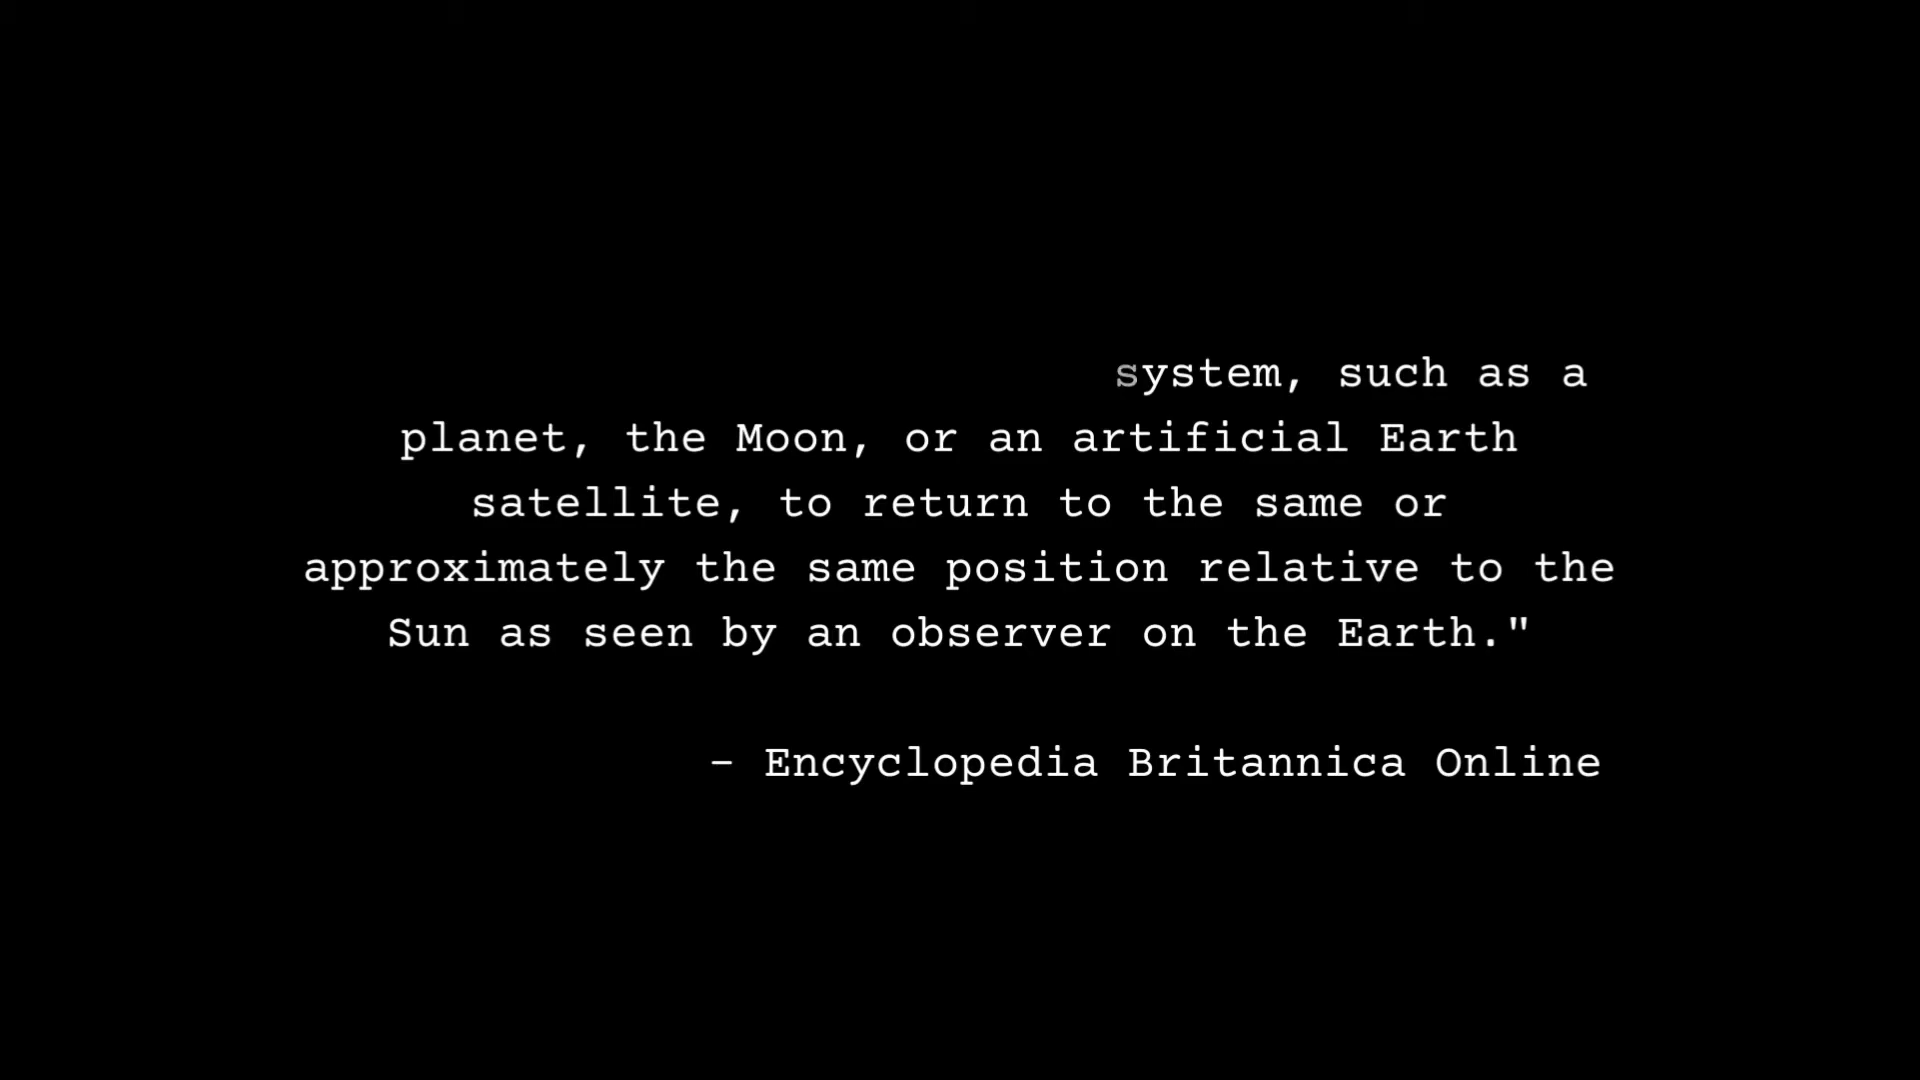 system, such as a
planet, the Moon, or an artificial Earth
satellite, to return to the same or
approximately the same position relative to the
Sun as seen by an observer on the Earth."
- Encyclopedia Britannica Online